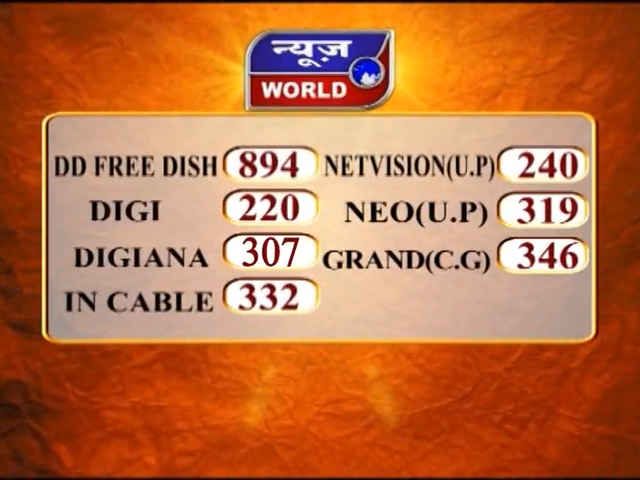 न्यूज़
WORLD
DD FREE DISH 894 NETVISION(U.P) 240
DIGI 220 NEO(U.P) 319
DIGIANA 307 GRAND(C.G) 346
IN CABLE 332